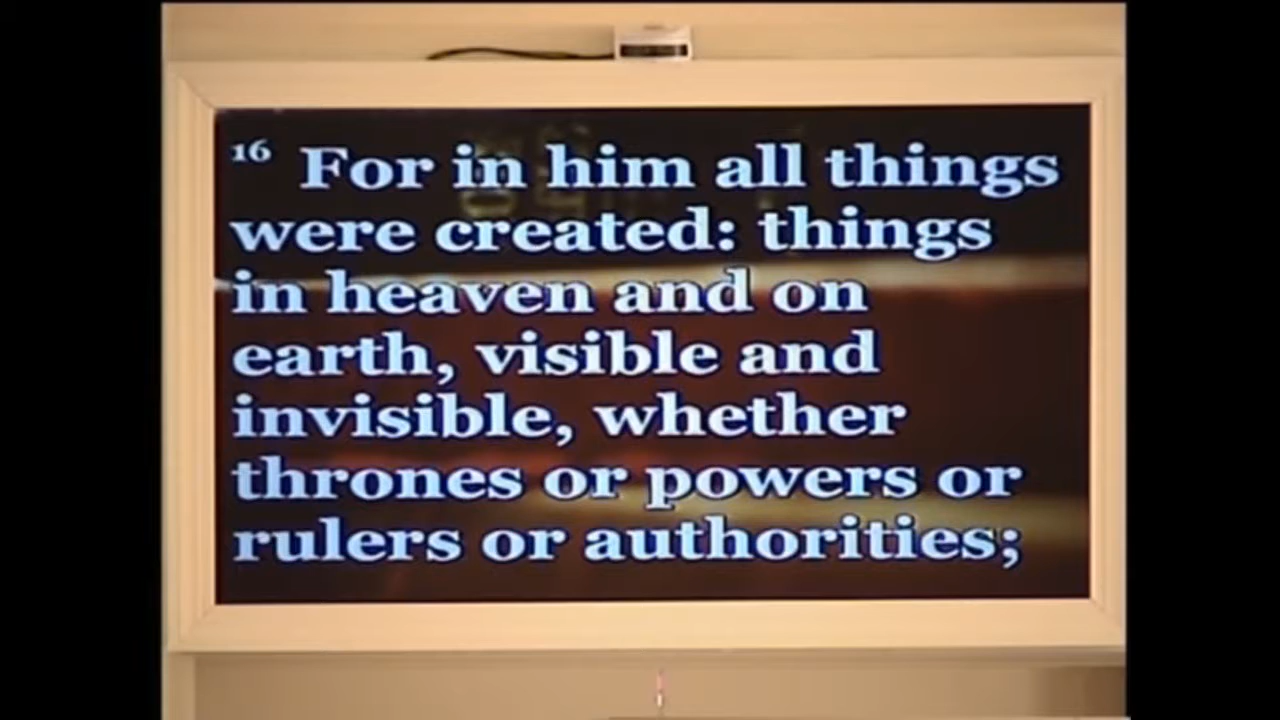 16 For in him all things
were created: things
in heaven and on
earth, visible and
invisible, whether
thrones or powers or
rulers or authorities;